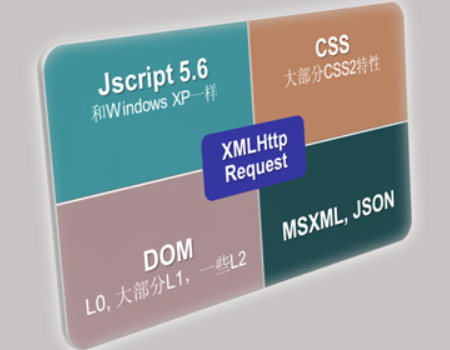 Jscript 5.6
和Windows XP一样
CSS
大部分CSS2特性
XMLHttp
Request
DOM
L0, 大部分L1, 一些L2
MSXML, JSON